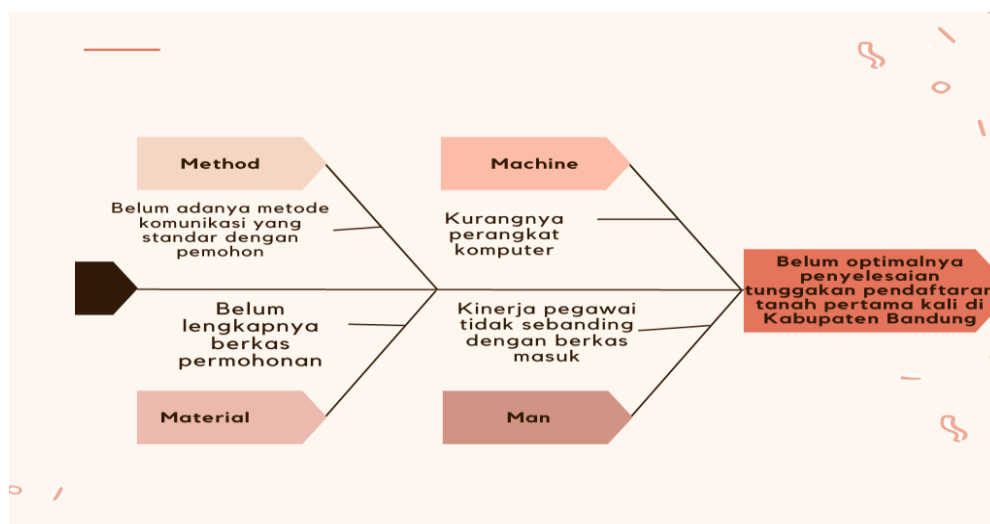 Method
Machine
Belum adanya metode
komunikasi yang
standar dengan
pemohon
Kurangnya
perangkat
komputer
Belum optimalnya
penyelesaian
tunggakan pendaftaran
tanah pertama kali di
Kabupaten Bandung
Belum
lengkapnya
berkas
permohonan
Kinerja pegawai
tidak sebanding
dengan berkas
masuk
Material
Man